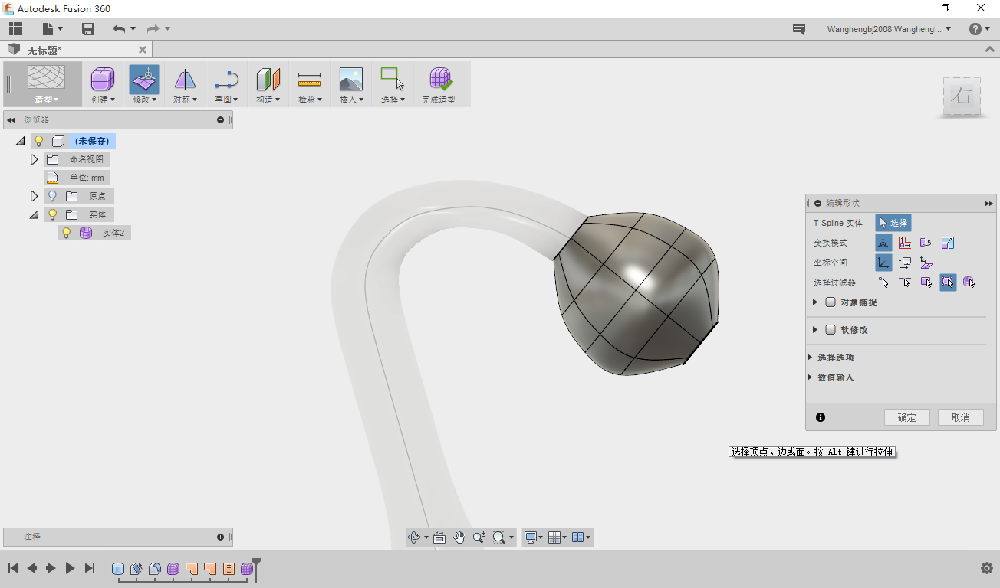 Autodesk Fusion 360
Wanghengbj2008 Wangheng...
无标题*
造型 创建 修改 对称 草图 构造 检验 插入 选择 完成造型
右
浏览器
(未保存)
命名视图
单位: mm
原点
实体
实体2
编辑形状
T-Spline 实体 选择
变换模式
坐标空间
选择过滤器
对象捕捉
软修改
选择选项
数值输入
确定 取消
选择顶点、边或面。按 Alt 键进行拉伸
注释